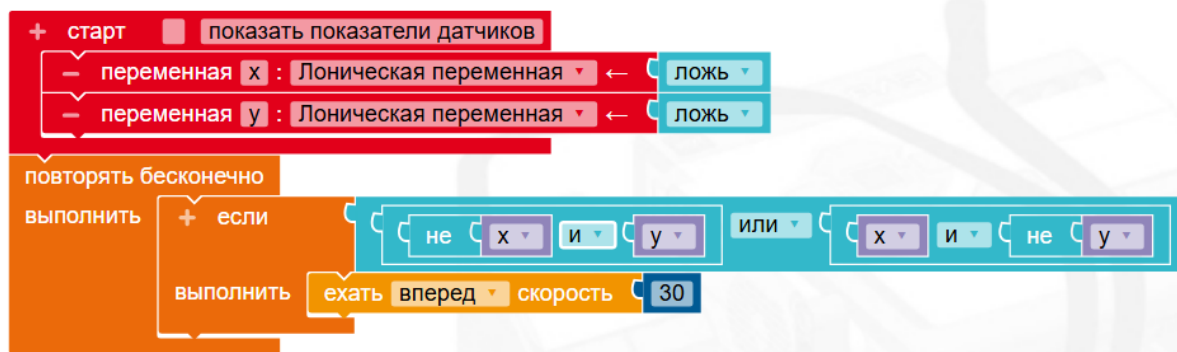 + старт показать показатели датчиков
− переменная x : Лоническая переменная ← ложь
− переменная y : Лоническая переменная ← ложь
повторять бесконечно
выполнить + если не x и y или x и не y
выполнить ехать вперед скорость 30